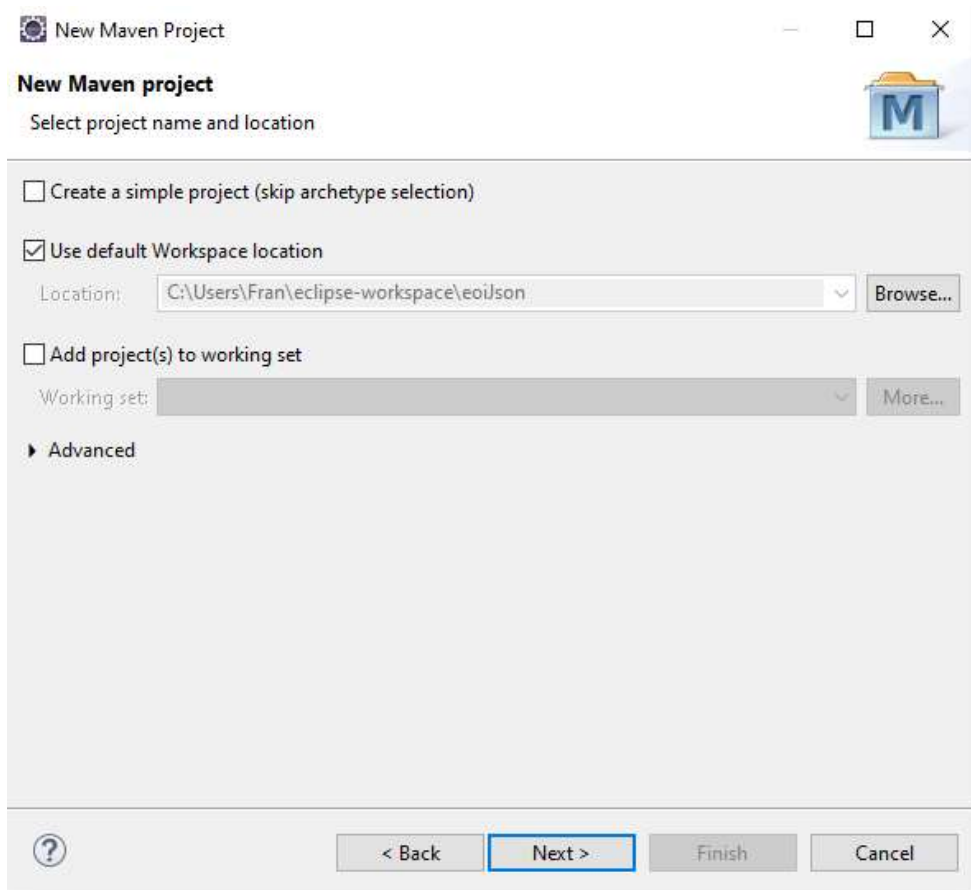 New Maven Project
New Maven project
Select project name and location
M
Create a simple project (skip archetype selection)
Use default Workspace location
Location: C:\Users\Fran\eclipse-workspace\eoiJson Browse...
Add project(s) to working set
Working set: More...
Advanced
? < Back Next > Finish Cancel